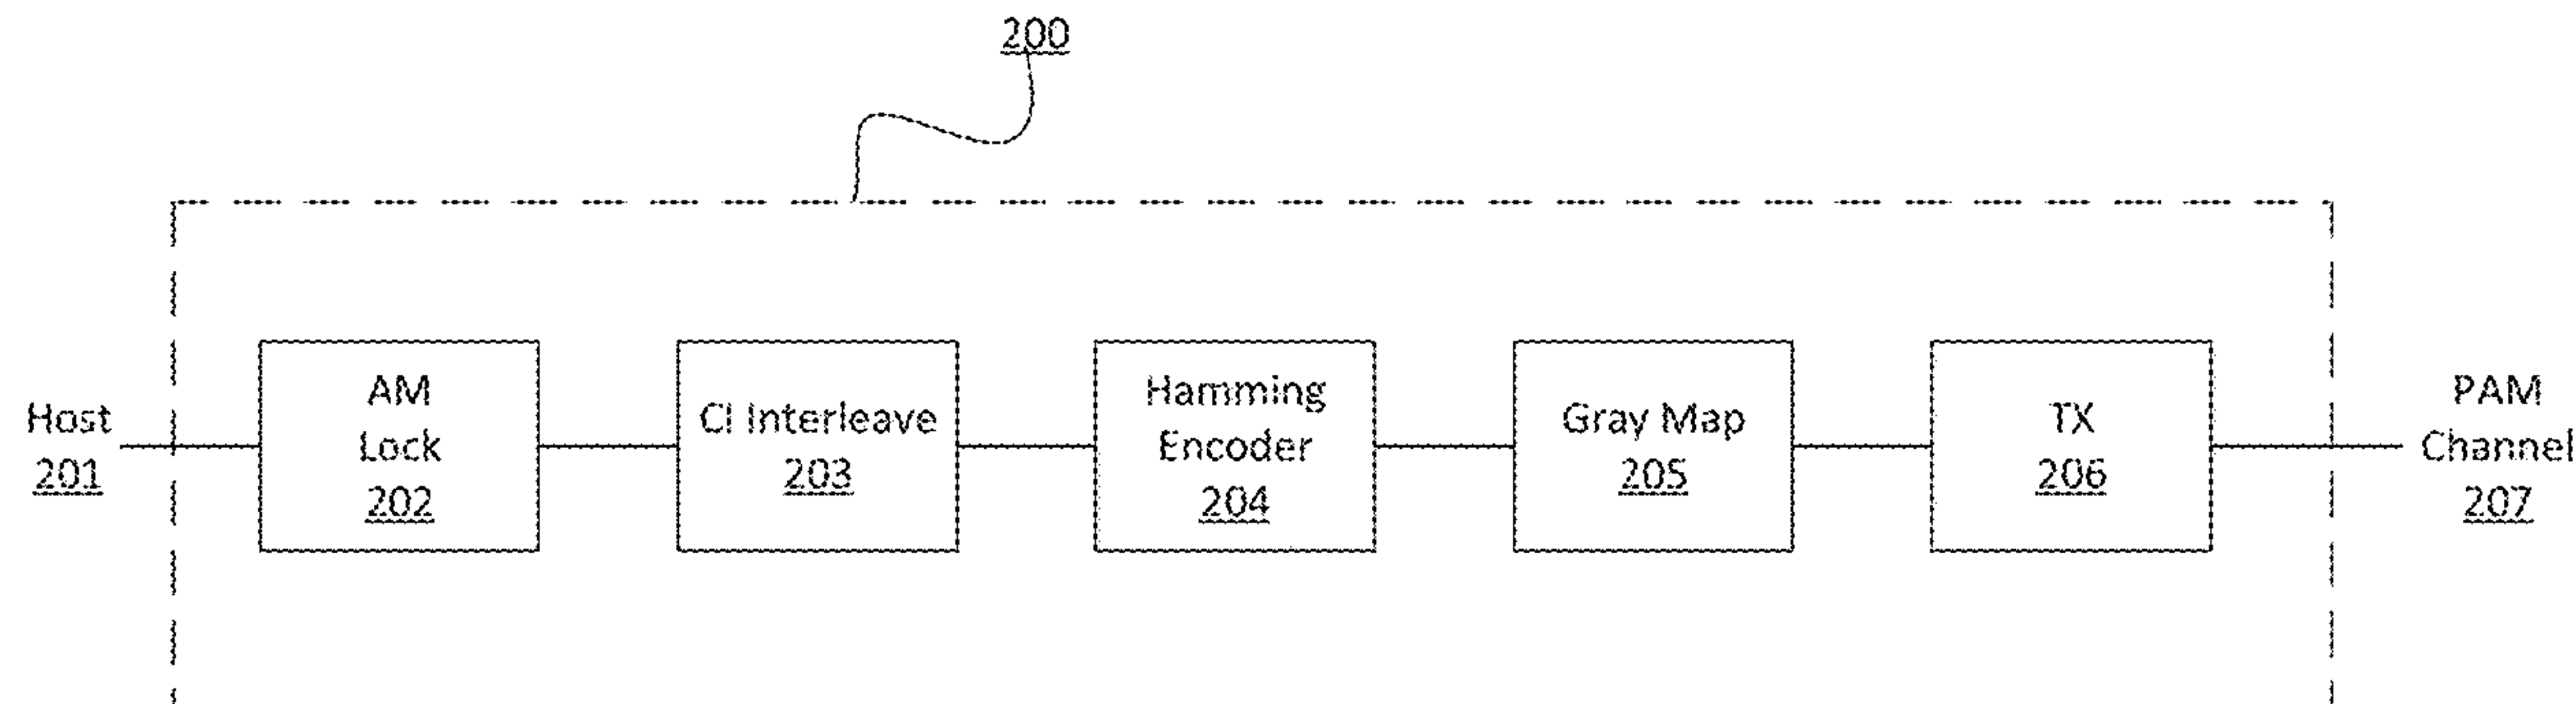 200
Host
201
AM
Lock
202
CI Interleave
203
Hamming
Encoder
204
Gray Map
205
TX
206
PAM
Channel
207